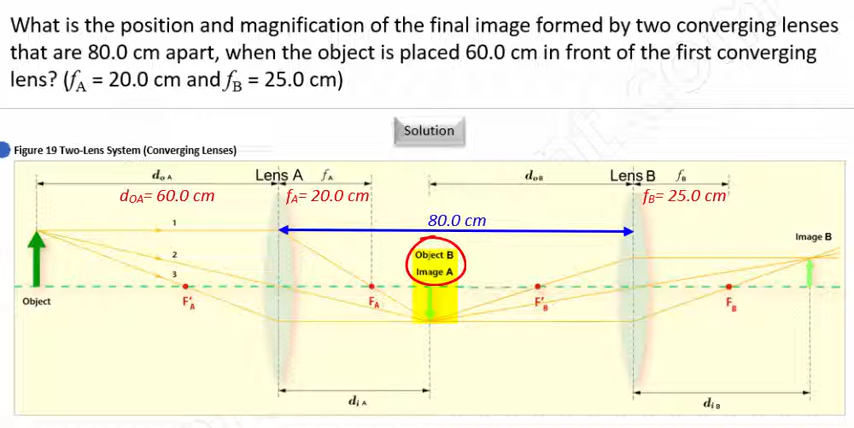 What is the position and magnification of the final image formed by two converging lenses
that are 80.0 cm apart, when the object is placed 60.0 cm in front of the first converging
lens? (fA = 20.0 cm and fB = 25.0 cm)
Solution
Figure 19 Two-Lens System (Converging Lenses)
do A Lens A fA do B Lens B fB
dOA= 60.0 cm fA= 20.0 cm fB= 25.0 cm
80.0 cm
1
Image B
2
Object B
3
Image A
Object F'A FA F'B FB
di A di B